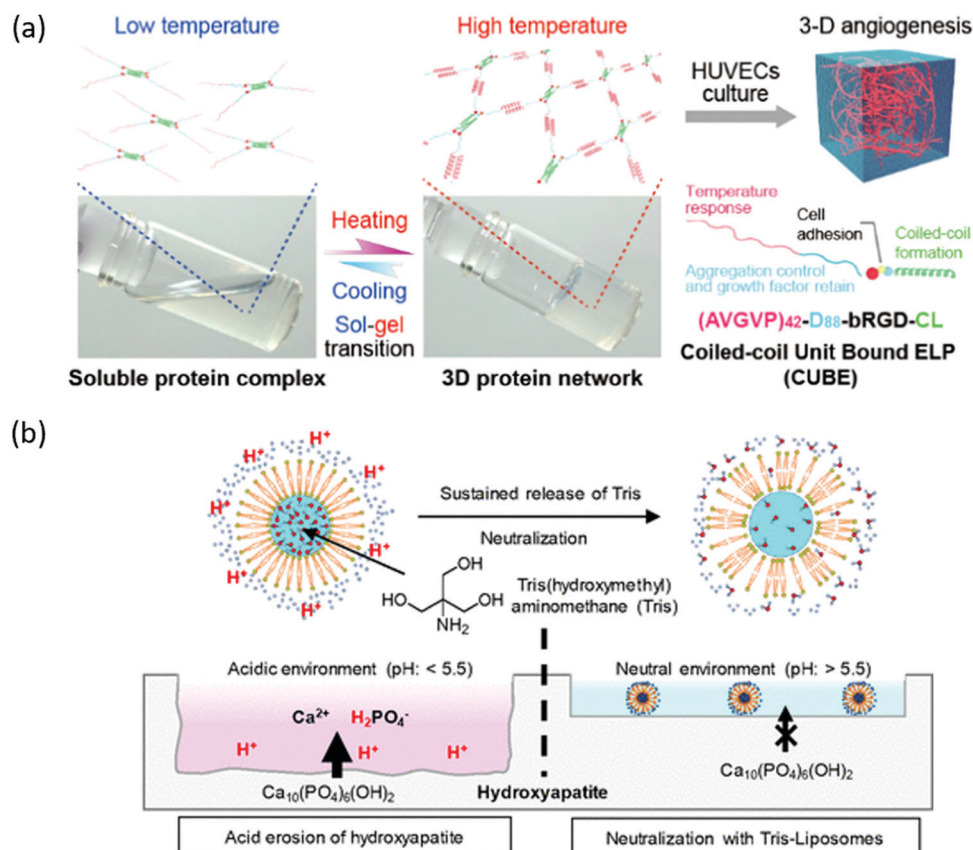 (a)
Low temperature
High temperature
3-D angiogenesis
HUVECs
culture
Heating
Cooling
Sol-gel
transition
Temperature
response
Cell
adhesion
Coiled-coil
formation
Aggregation control
and growth factor retain
(AVGVP)42-D88-bRGD-CL
Coiled-coil Unit Bound ELP
(CUBE)
Soluble protein complex
3D protein network
(b)
H+
H+
H+
H+
H+
H+
H+
H+
Sustained release of Tris
Neutralization
OH
HO
OH
NH2
Tris(hydroxymethyl)
aminomethane (Tris)
Acidic environment (pH: < 5.5)
Neutral environment (pH: > 5.5)
Ca2+ H2PO4-
H+ H+ H+
Ca10(PO4)6(OH)2
Hydroxyapatite
Ca10(PO4)6(OH)2
Acid erosion of hydroxyapatite
Neutralization with Tris-Liposomes